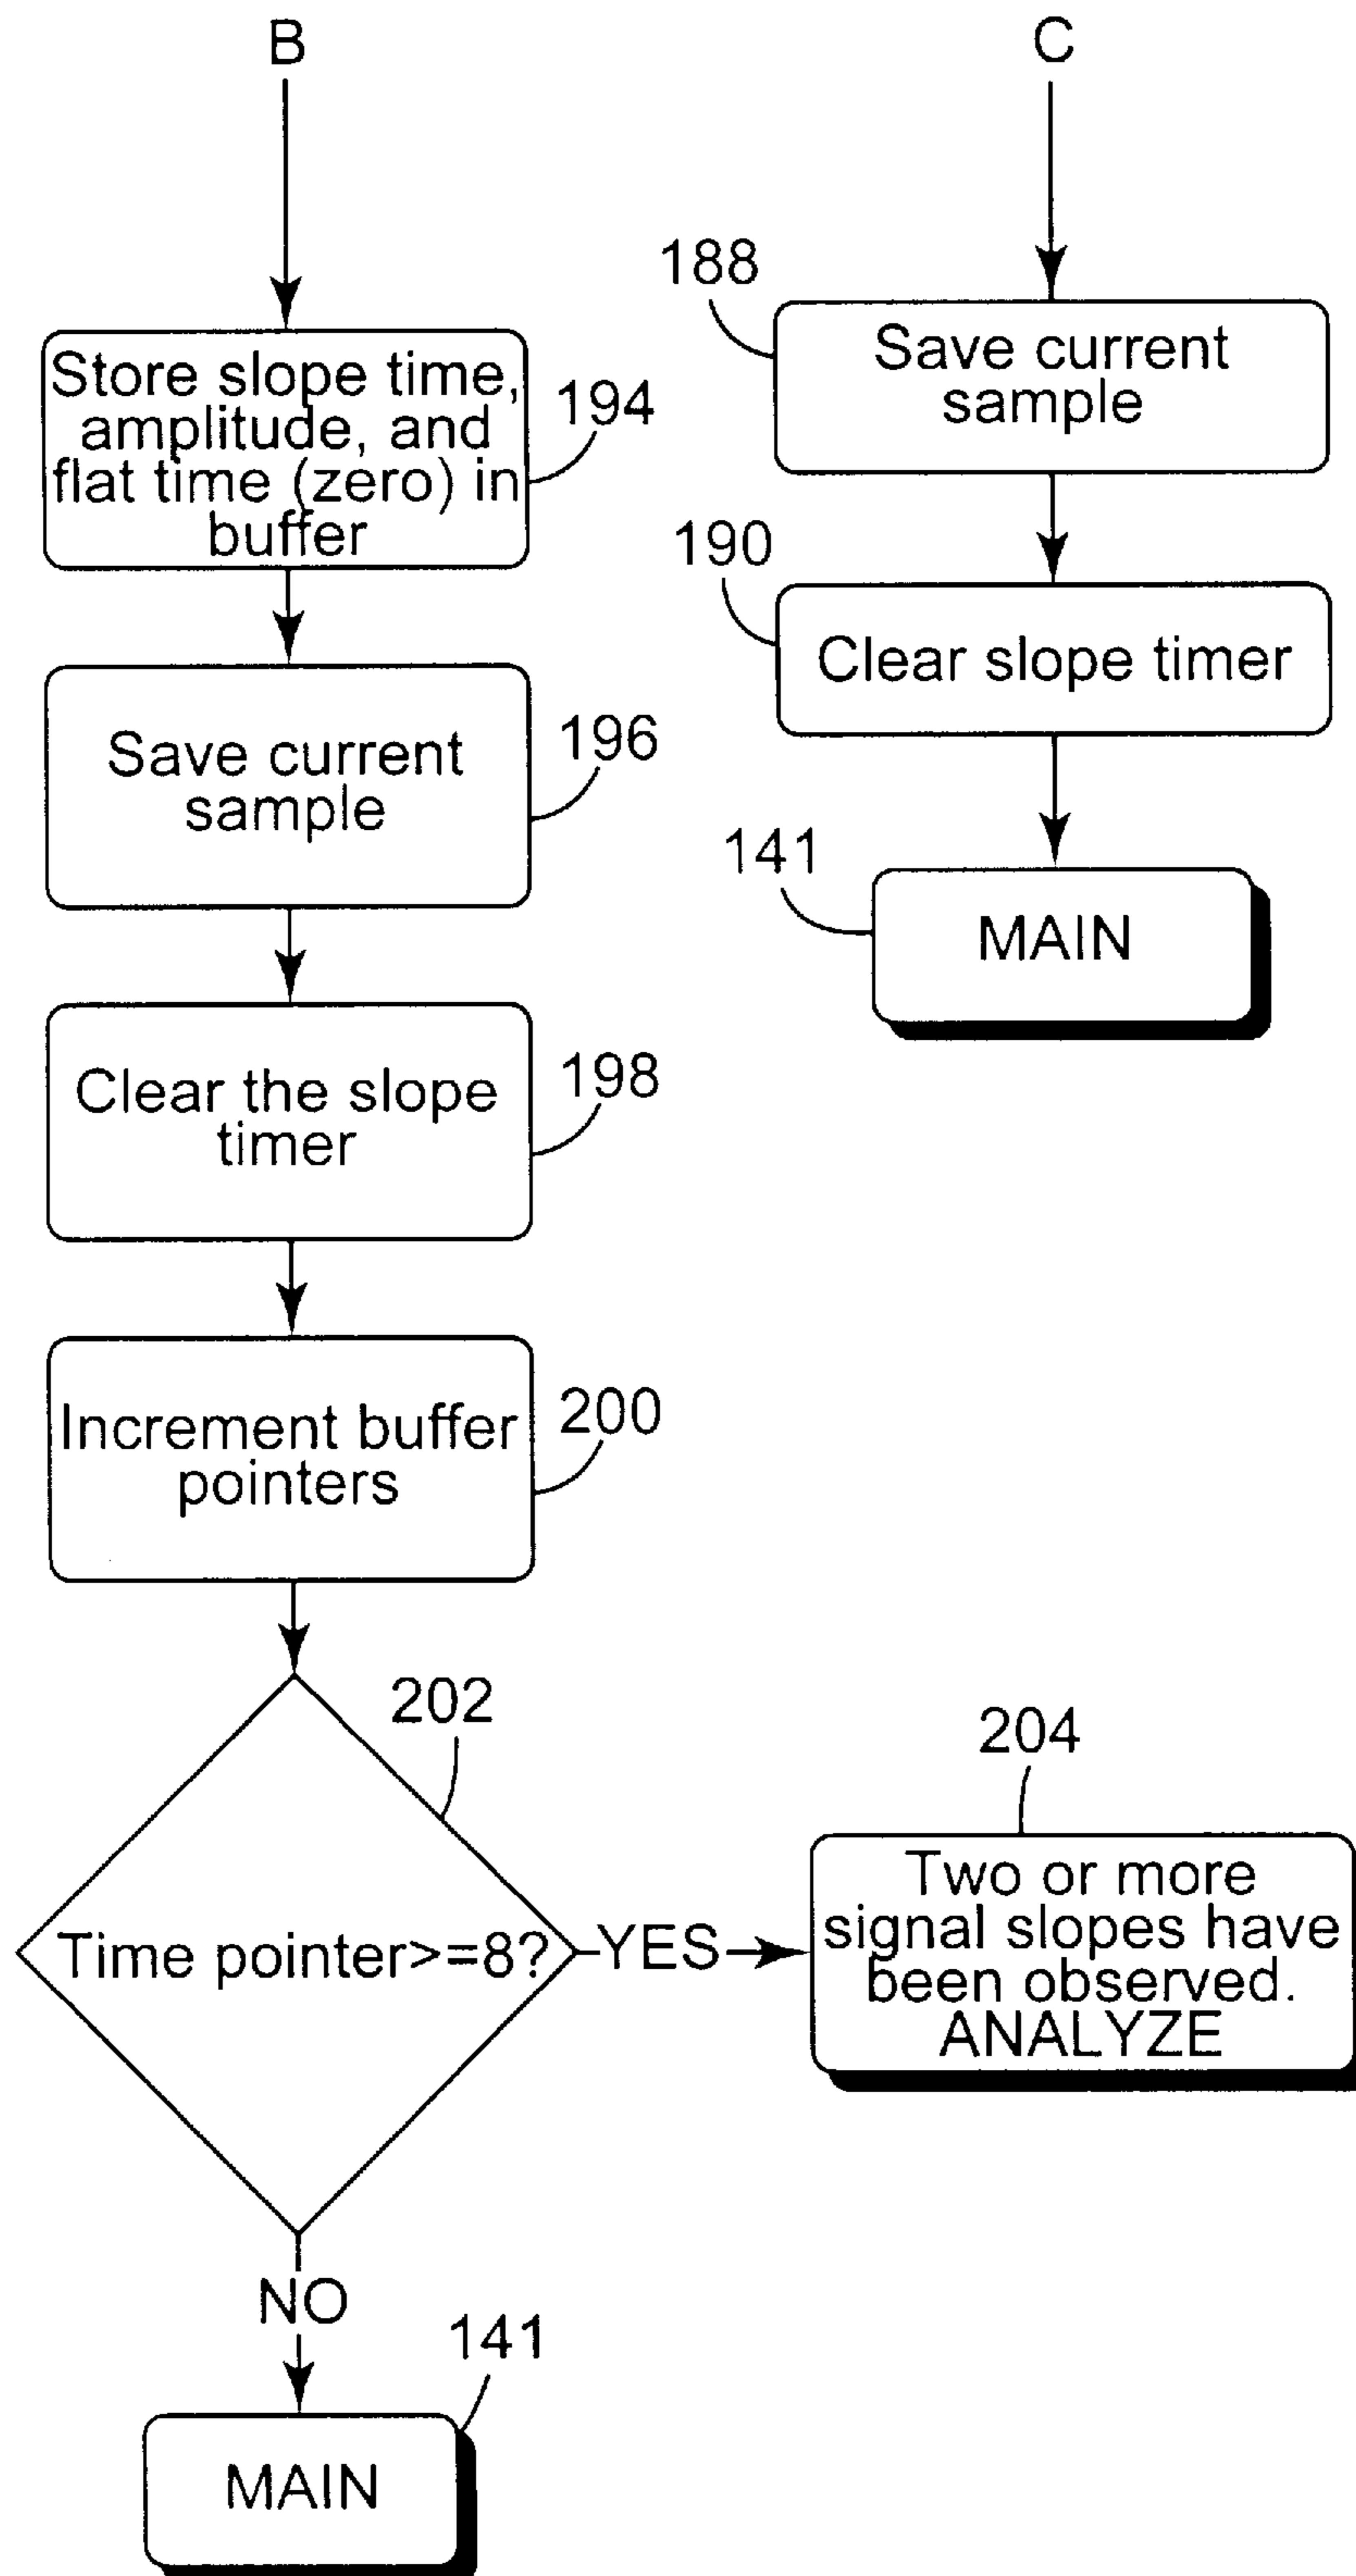 B
Store slope time,
amplitude, and
flat time (zero) in
buffer
194
Save current
sample
196
Clear the slope
timer
198
Increment buffer
pointers
200
202
Time pointer>=8?
YES
204
Two or more
signal slopes have
been observed.
ANALYZE
NO
141
MAIN
C
188
Save current
sample
190
Clear slope timer
141
MAIN